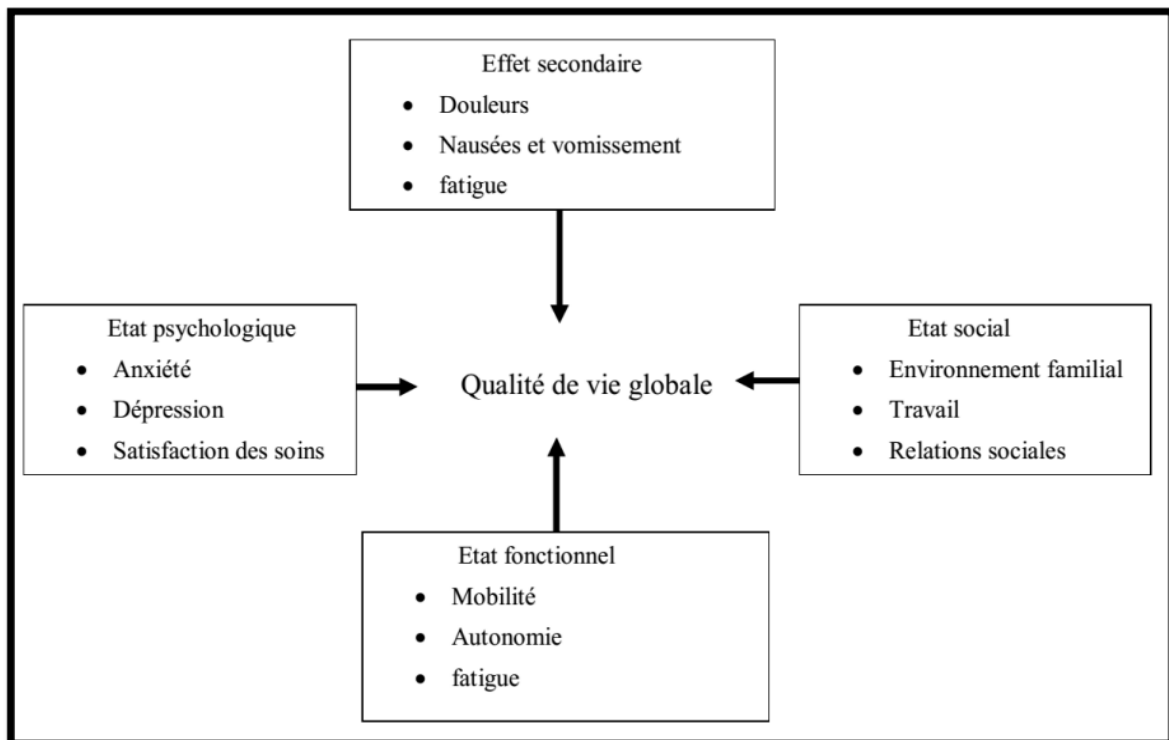 Effet secondaire
• Douleurs
• Nausées et vomissement
• fatigue
Etat psychologique
• Anxiété
• Dépression
• Satisfaction des soins
Qualité de vie globale
Etat social
• Environnement familial
• Travail
• Relations sociales
Etat fonctionnel
• Mobilité
• Autonomie
• fatigue